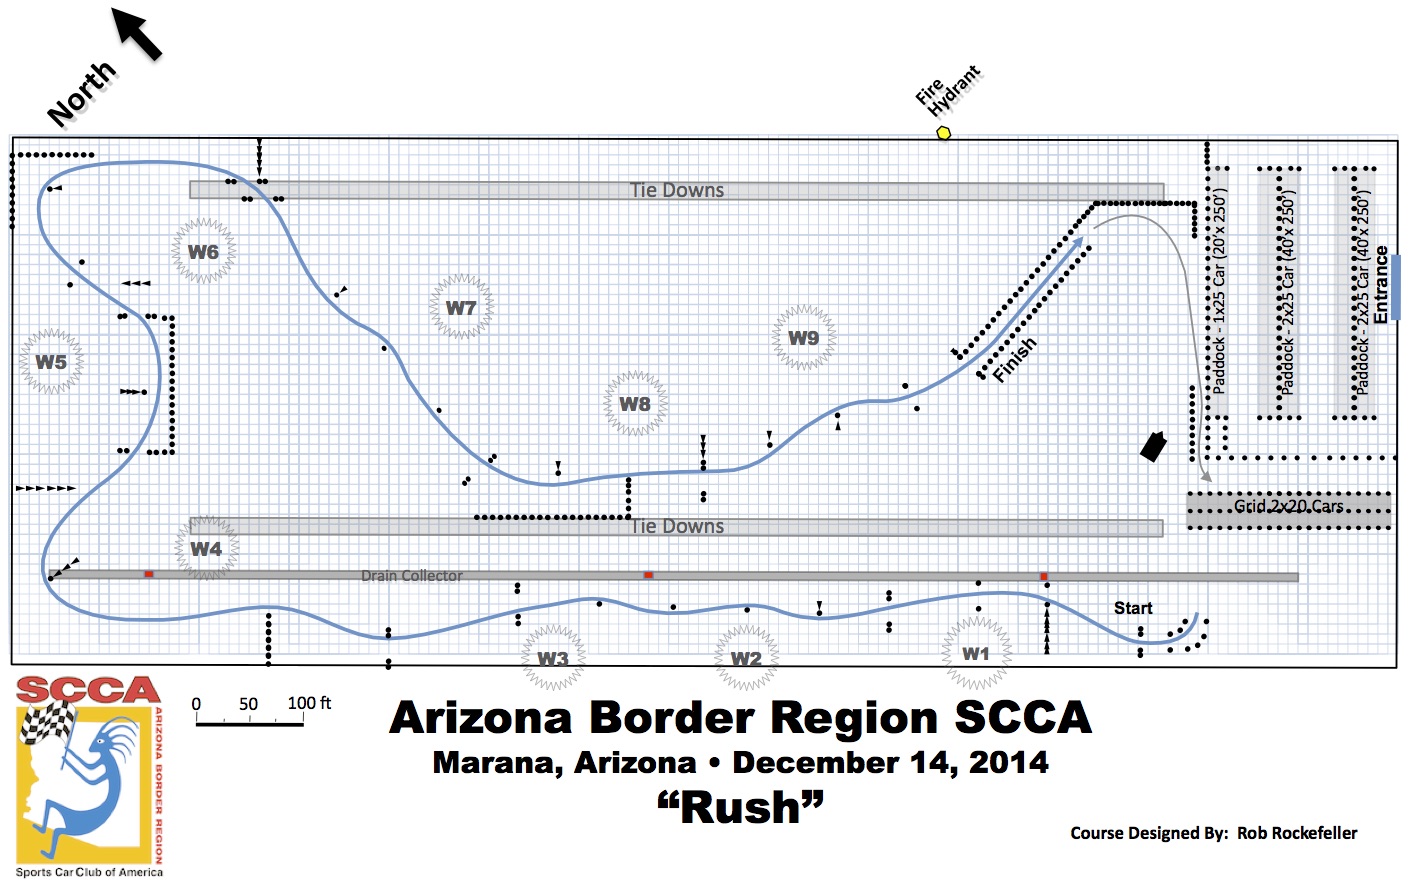 North
Fire
Hydrant
Tie Downs
W6
W7
W9
W5
W8
Finish
Paddock - 1x25 Car (20'x 250')
Paddock - 2x25 Car (40'x 250')
Paddock - 2x25 Car (40'x 250')
Entrance
Grid 2x20 Cars
Tie Downs
W4
Drain Collector
Start
W3
W2
W1
SCCA
ARIZONA BORDER REGION
Sports Car Club of America
0 50 100 ft
Arizona Border Region SCCA
Marana, Arizona • December 14, 2014
“Rush”
Course Designed By: Rob Rockefeller